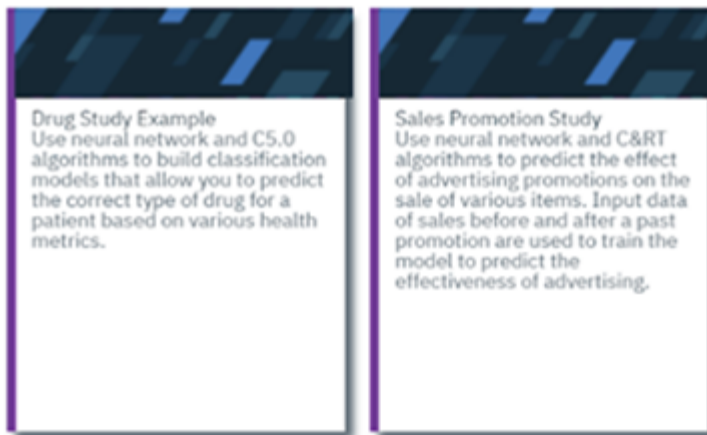 Drug Study Example
Use neural network and C5.0
algorithms to build classification
models that allow you to predict
the correct type of drug for a
patient based on various health
metrics.
Sales Promotion Study
Use neural network and C&RT
algorithms to predict the effect
of advertising promotions on the
sale of various items. Input data
of sales before and after a past
promotion are used to train the
model to predict the
effectiveness of advertising.